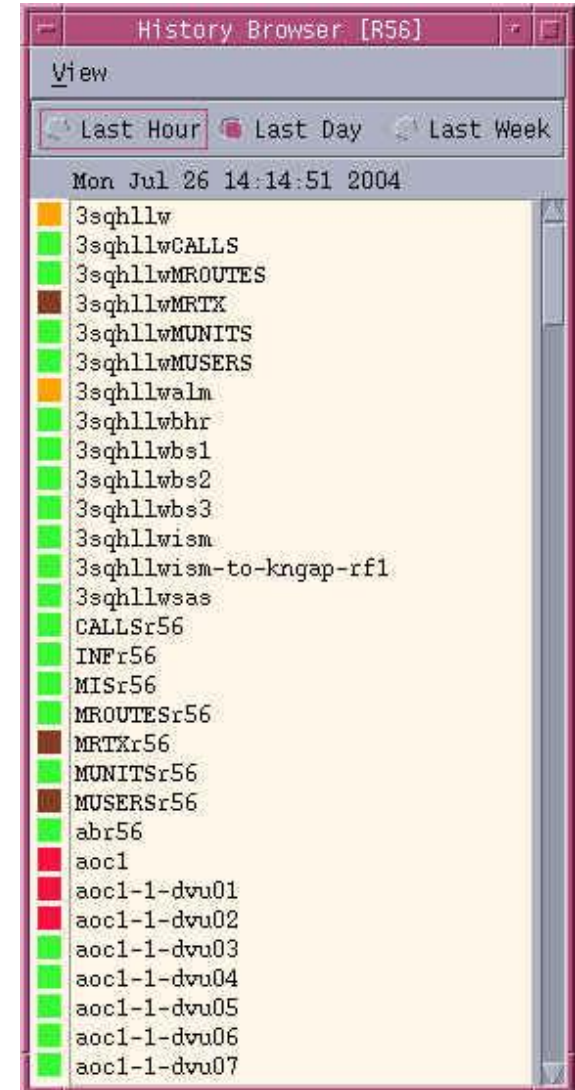 History Browser [R56]
View
Last Hour Last Day Last Week
Mon Jul 26 14:14:51 2004
3sqhllw
3sqhllwCALLS
3sqhllwMROUTES
3sqhllwMRTX
3sqhllwMUNITS
3sqhllwMUSERS
3sqhllwalm
3sqhllwbhr
3sqhllwbs1
3sqhllwbs2
3sqhllwbs3
3sqhllwism
3sqhllwism-to-kngap-rf1
3sqhllwsas
CALLSr56
INFr56
MISr56
MROUTESr56
MRTXr56
MUNITSr56
MUSERSr56
abr56
aoc1
aoc1-1-dvu01
aoc1-1-dvu02
aoc1-1-dvu03
aoc1-1-dvu04
aoc1-1-dvu05
aoc1-1-dvu06
aoc1-1-dvu07